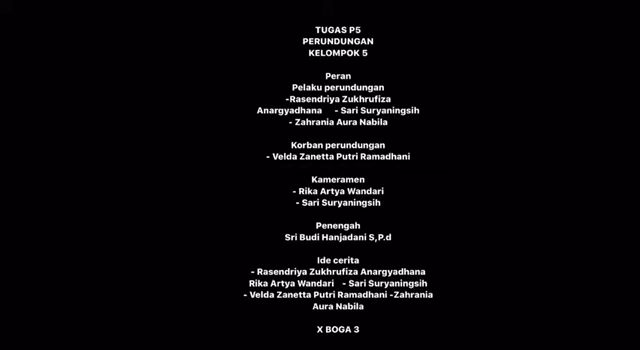 TUGAS P5
PERUNDUNGAN
KELOMPOK 5
Peran
Pelaku perundungan
-Rasendriya Zukhrufiza
Anargyadhana - Sari Suryaningsih
- Zahrania Aura Nabila
Korban perundungan
- Velda Zanetta Putri Ramadhani
Kameramen
- Rika Artya Wandari
- Sari Suryaningsih
Penengah
Sri Budi Hanjadani S,P.d
Ide cerita
- Rasendriya Zukhrufiza Anargyadhana
Rika Artya Wandari - Sari Suryaningsih
- Velda Zanetta Putri Ramadhani -Zahrania
Aura Nabila
X BOGA 3